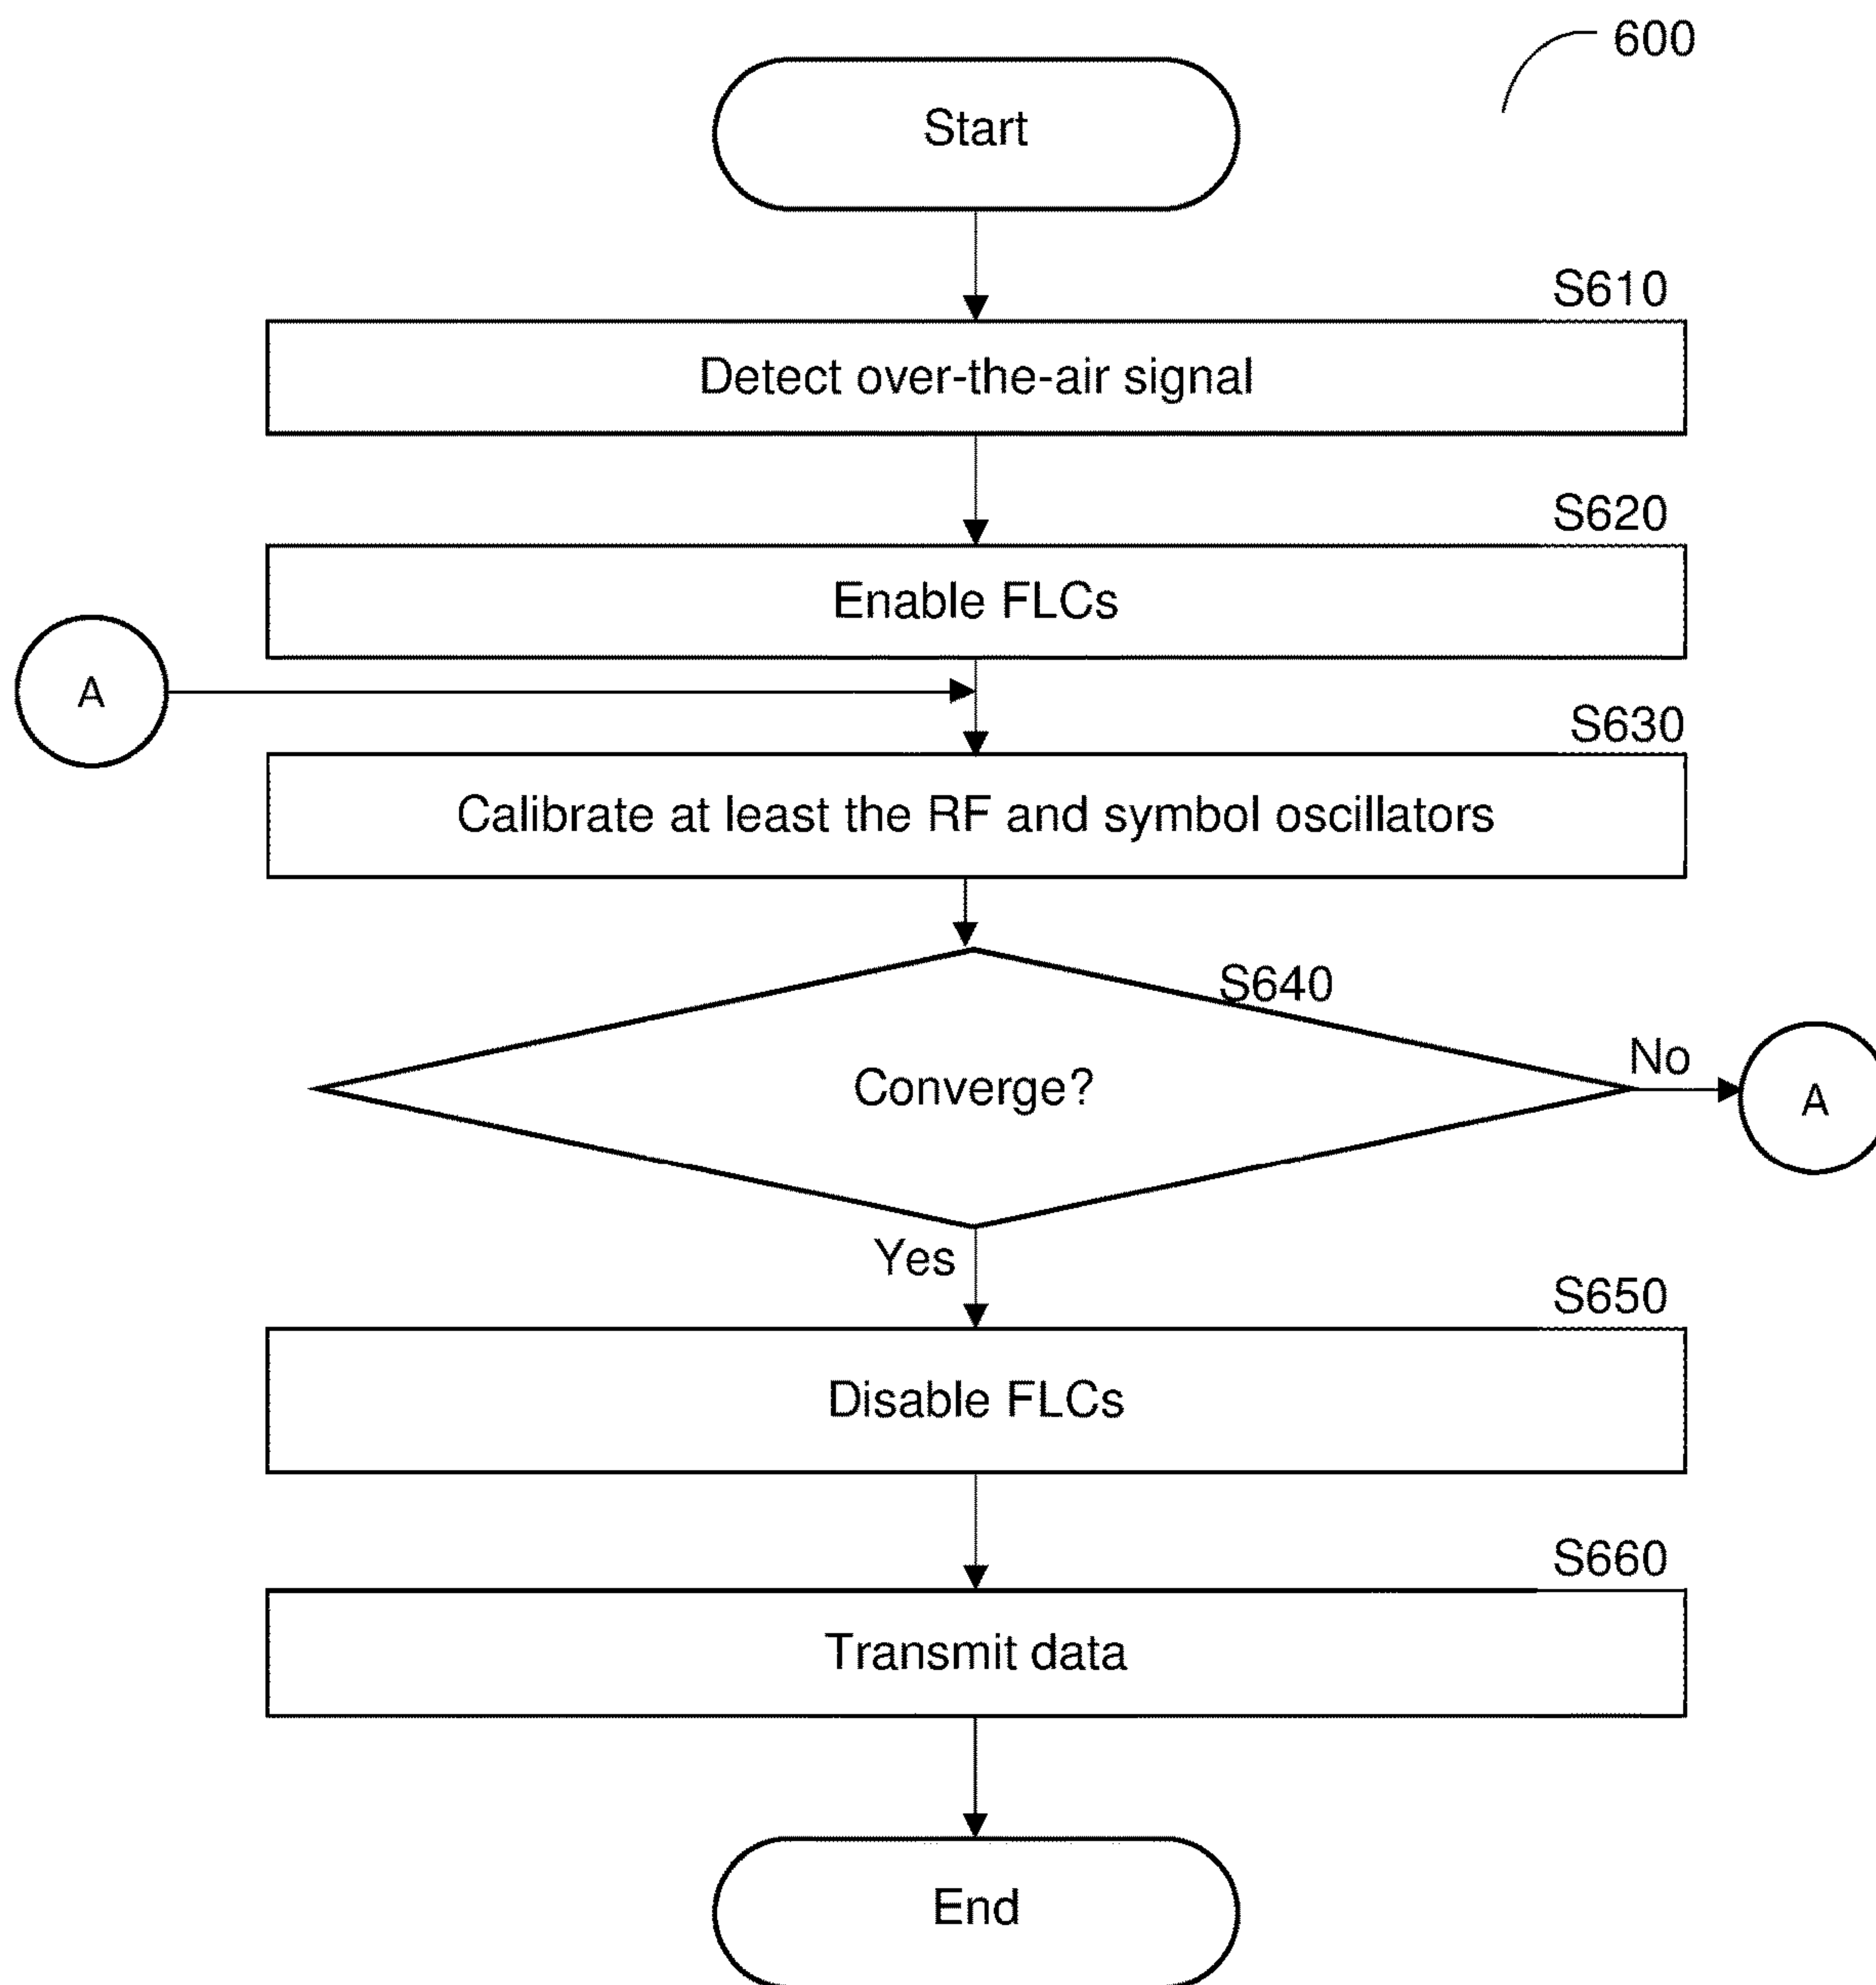 600
Start
S610
Detect over-the-air signal
S620
Enable FLCs
A
S630
Calibrate at least the RF and symbol oscillators
S640
Converge?
No
A
Yes
S650
Disable FLCs
S660
Transmit data
End